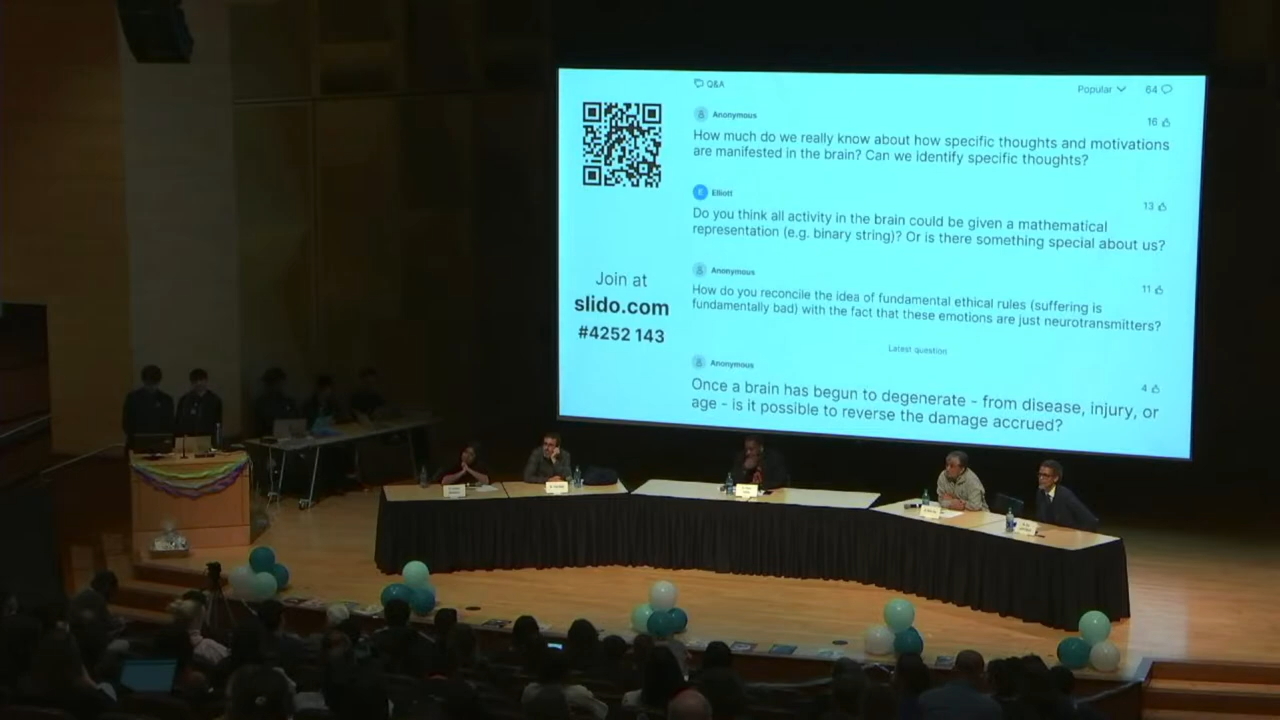 Q&A
Popular
64
Anonymous
16
How much do we really know about how specific thoughts and motivations
are manifested in the brain? Can we identify specific thoughts?
E Elliott
13
Do you think all activity in the brain could be given a mathematical
representation (e.g. binary string)? Or is there something special about us?
Anonymous
11
How do you reconcile the idea of fundamental ethical rules (suffering is
fundamentally bad) with the fact that these emotions are just neurotransmitters?
Latest question
Anonymous
4
Once a brain has begun to degenerate - from disease, injury, or
age - is it possible to reverse the damage accrued?
Join at
slido.com
#4252 143